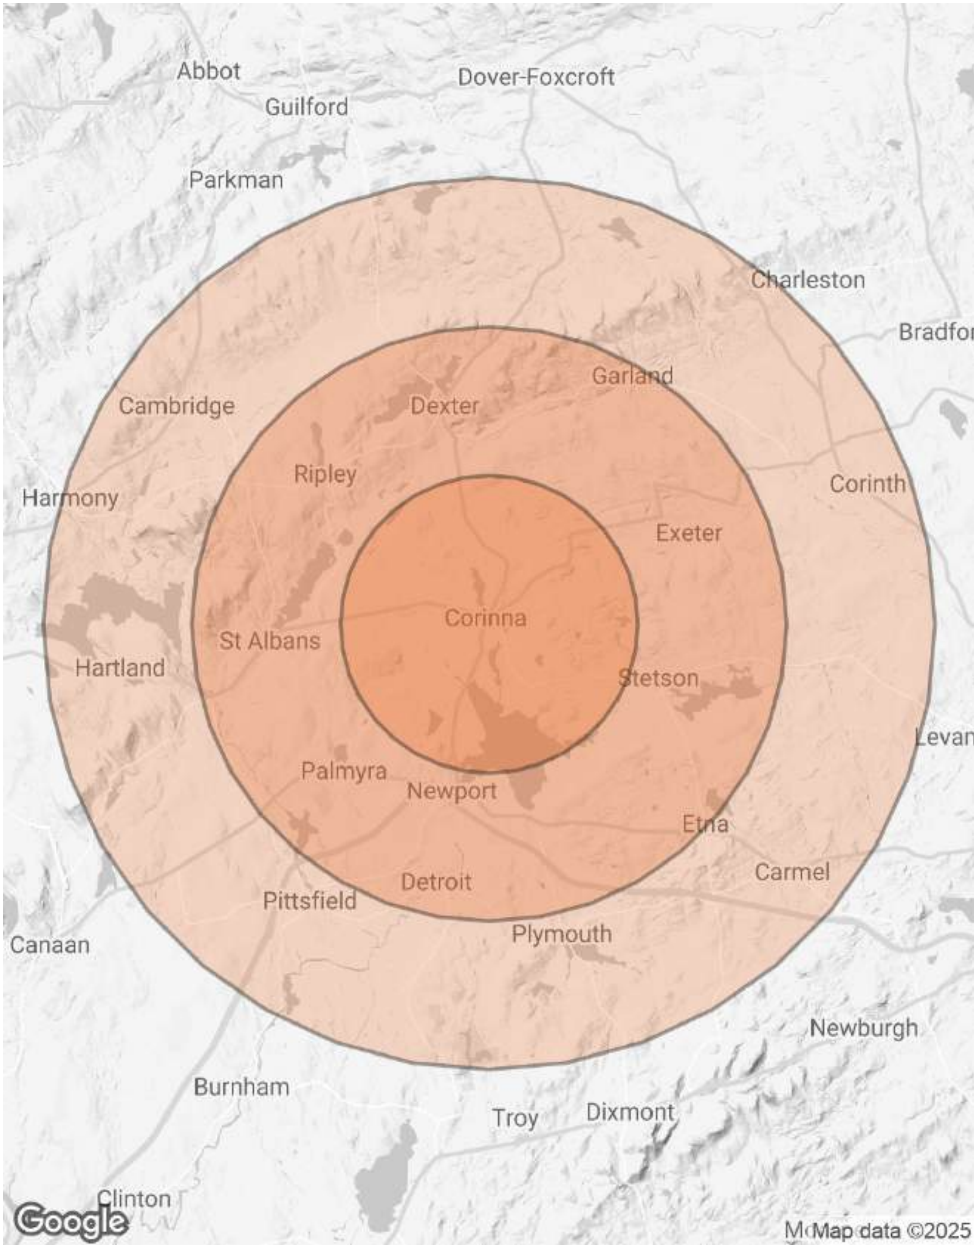 Abbot
Dover-Foxcroft
Guilford
Parkman
Charleston
Bradfor
Garland
Cambridge
Dexter
Ripley
Harmony
Corinth
Exeter
Corinna
St Albans
Hartland
Stetson
Levan
Palmyra
Newport
Etna
Carmel
Detroit
Pittsfield
Plymouth
Canaan
Newburgh
Burnham
Troy
Dixmont
Clinton
Google
Map data ©2025